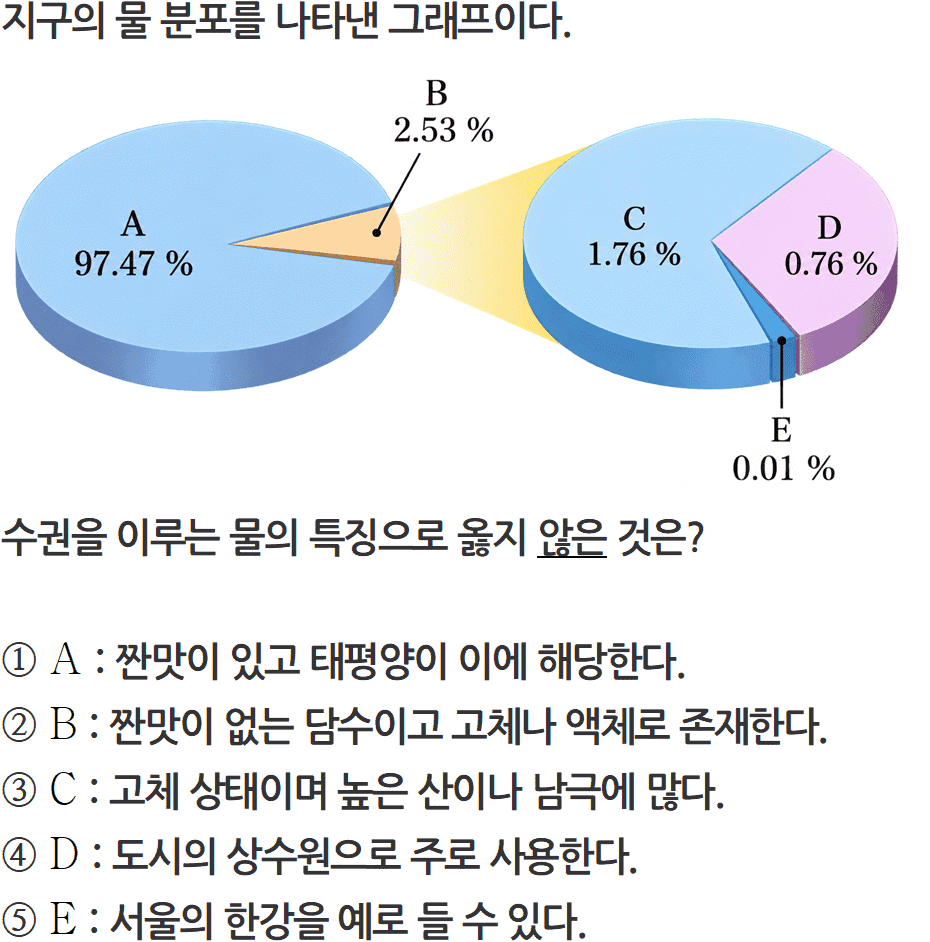 지구의 물 분포를 나타낸 그래프이다.
B
2.53 %
A
97.47 %
C
1.76 %
D
0.76 %
E
0.01 %
수권을 이루는 물의 특징으로 옳지 않은 것은?
① A : 짠맛이 있고 태평양이 이에 해당한다.
② B : 짠맛이 없는 담수이고 고체나 액체로 존재한다.
③ C : 고체 상태이며 높은 산이나 남극에 많다.
④ D : 도시의 상수원으로 주로 사용한다.
⑤ E : 서울의 한강을 예로 들 수 있다.